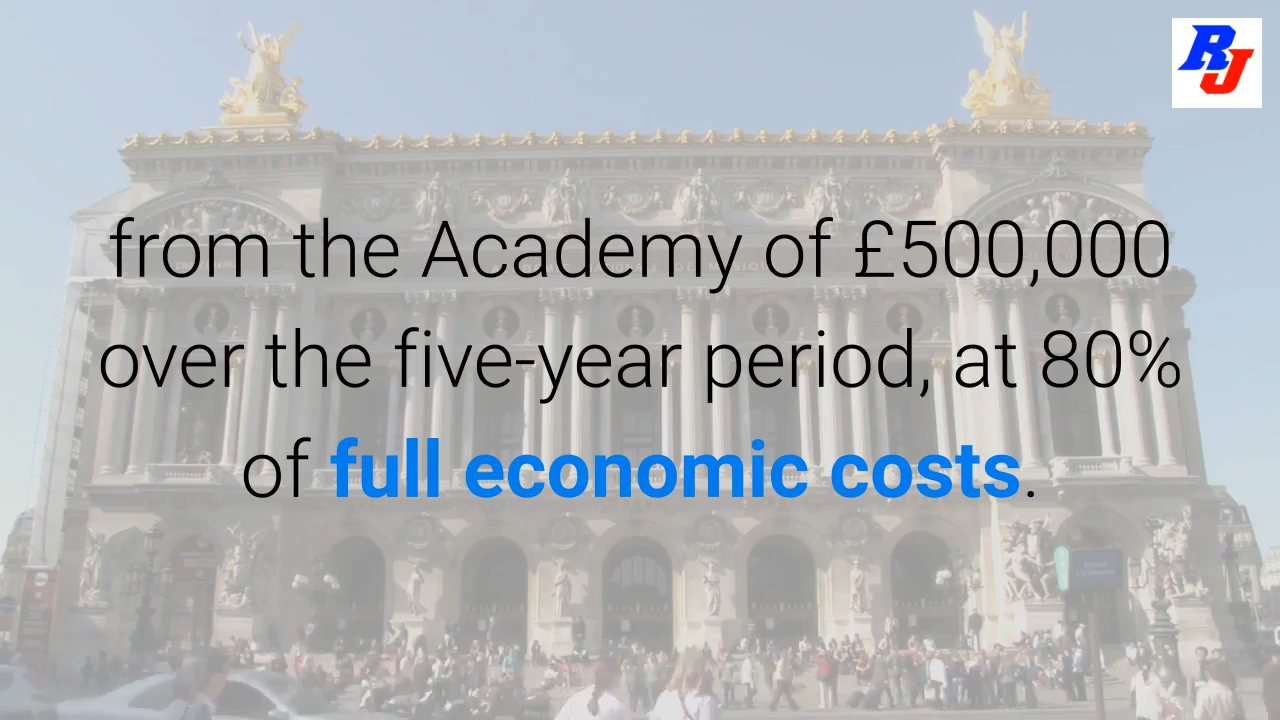 RJ
from the Academy of £500,000
over the five-year period, at 80%
of full economic costs.